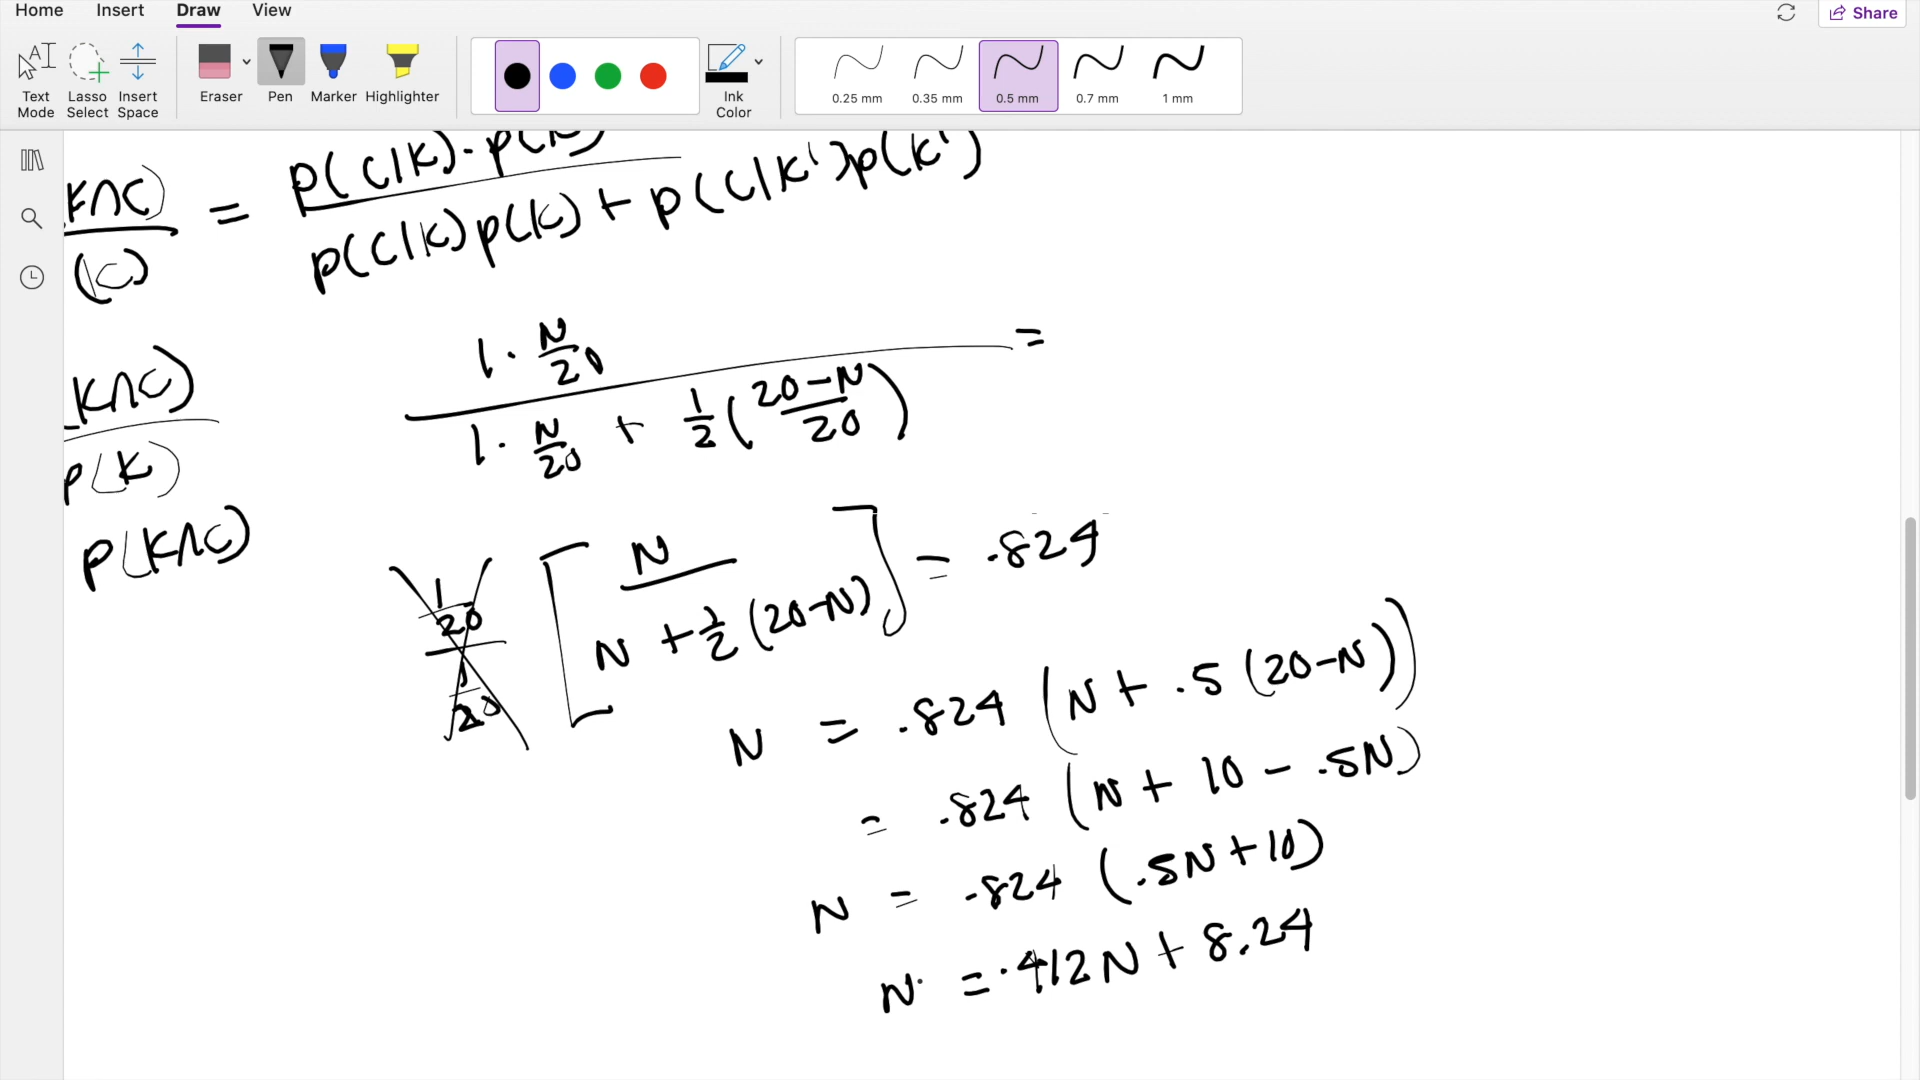 Home Insert Draw View Share
Text Mode Lasso Select Insert Space Eraser Pen Marker Highlighter Ink Color 0.25 mm 0.35 mm 0.5 mm 0.7 mm 1 mm
K∩C) / (C) = P(C|K)·P(K) / P(C|K)P(K) + P(C|K')P(K')
K∩C) / P(K)
P(K∩C)
1 · N/20 / 1 · N/20 + 1/2 (20-N/20) =
1/20 / 1/20 [ N / N + 1/2 (20-N) ] = .824
N = .824 (N + .5 (20-N))
= .824 (N + 10 - .5N)
N = .824 (.5N + 10)
N = .412N + 8.24